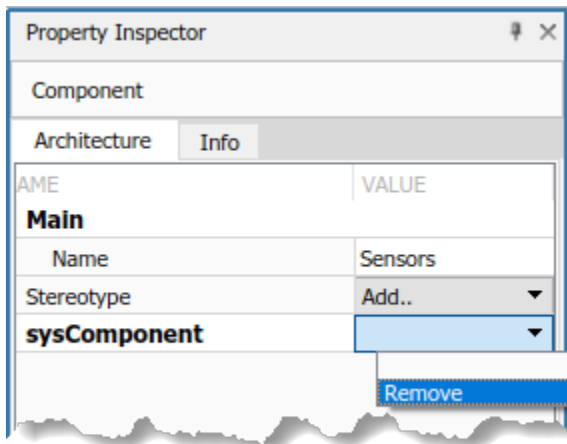 Property Inspector
Component
Architecture Info
AME VALUE
Main
Name Sensors
Stereotype Add..
sysComponent
Remove